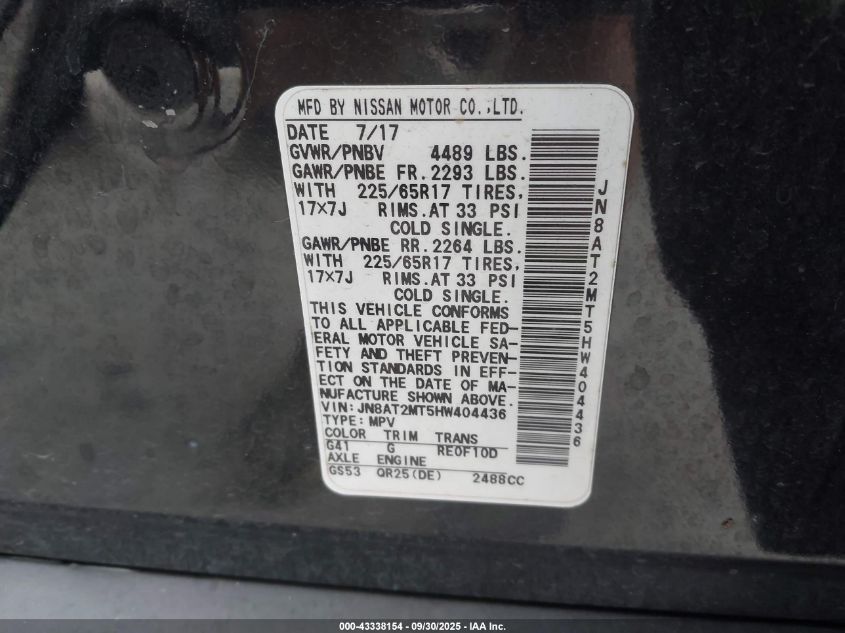 MFD BY NISSAN MOTOR CO.,LTD.
DATE 7/17
GVWR/PNBV 4489 LBS.
GAWR/PNBE FR.2293 LBS.
WITH 225/65R17 TIRES,
17×7J RIMS.AT 33 PSI
COLD SINGLE.
GAWR/PNBE RR.2264 LBS.
WITH 225/65R17 TIRES,
17×7J RIMS.AT 33 PSI
COLD SINGLE.
THIS VEHICLE CONFORMS
TO ALL APPLICABLE FED-
ERAL MOTOR VEHICLE SA-
FETY AND THEFT PREVEN-
TION STANDARDS IN EFF-
ECT ON THE DATE OF MA-
NUFACTURE SHOWN ABOVE.
VIN: JN8AT2MT5HW404436
TYPE: MPV
COLOR TRIM TRANS
G41 G RE0F10D
AXLE ENGINE
GS53 QR25(DE) 2488CC
JN8AT2MT5HW404436
000-43338154 - 09/30/2025 - IAA Inc.